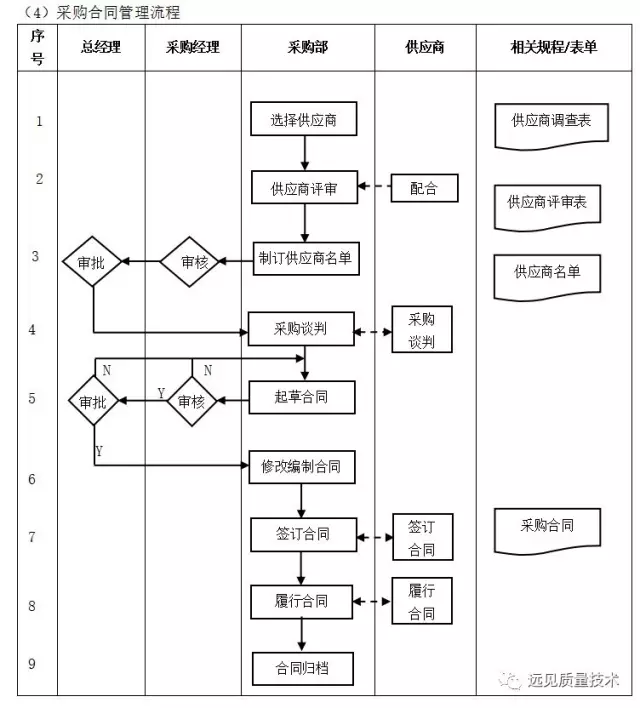 （4）采购合同管理流程
序号 总经理 采购经理 采购部 供应商 相关规程/表单
1 选择供应商 供应商调查表
2 供应商评审 配合 供应商评审表
3 审批 审核 制订供应商名单 供应商名单
4 采购谈判 采购谈判
N N
5 审批 Y 审核 起草合同
Y
6 修改编制合同
7 签订合同 签订合同 采购合同
8 履行合同 履行合同
9 合同归档
远见质量技术